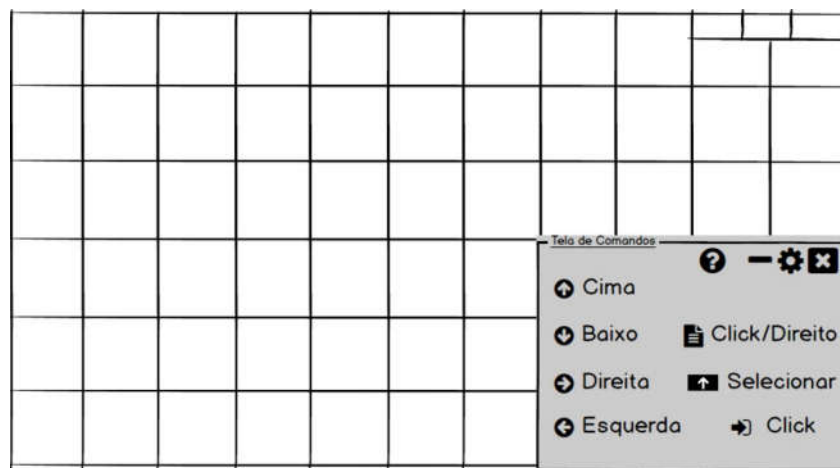 Tela de Comandos
?
Cima
Baixo
Click/Direito
Direita
Selecionar
Esquerda
Click